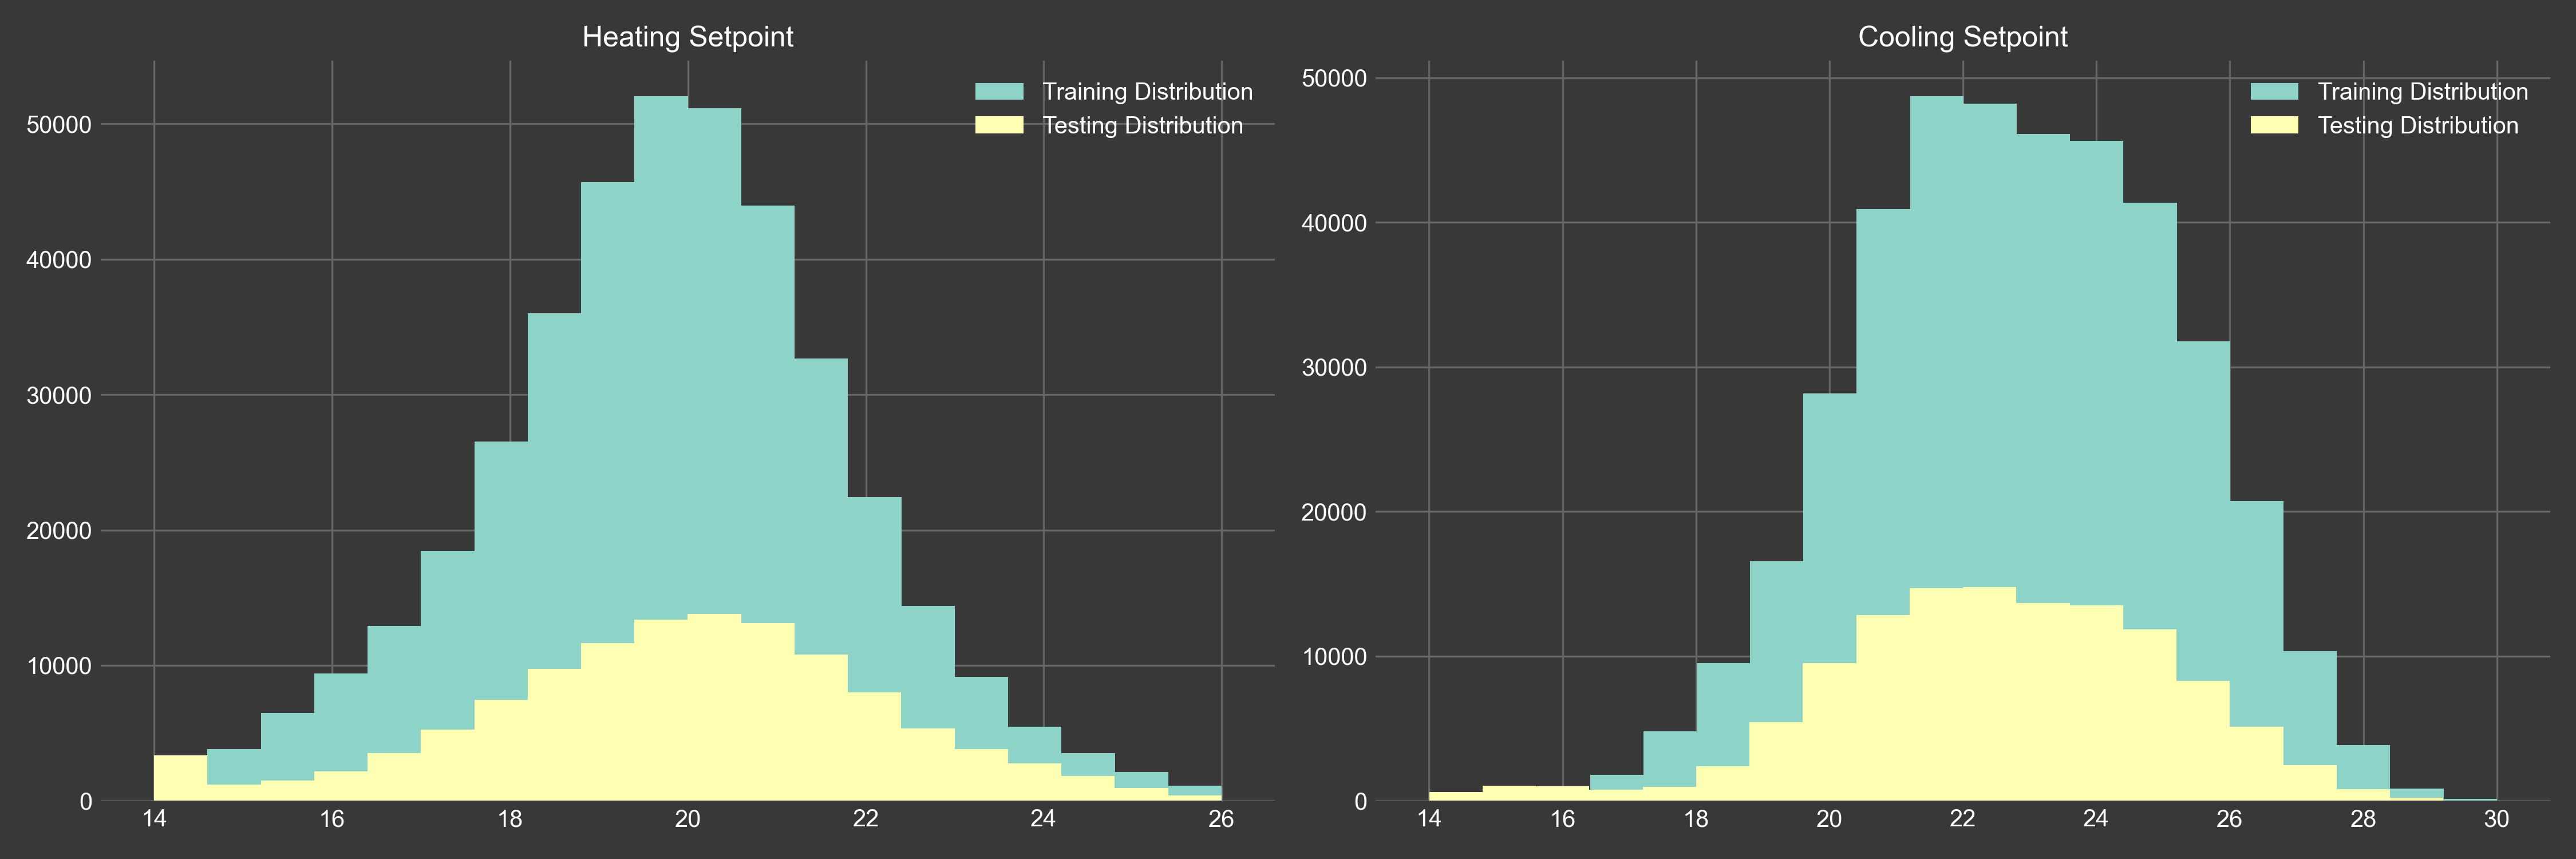 Heating Setpoint
Training Distribution
Testing Distribution
50000
40000
30000
20000
10000
0
14 16 18 20 22 24 26
Cooling Setpoint
Training Distribution
Testing Distribution
50000
40000
30000
20000
10000
0
14 16 18 20 22 24 26 28 30